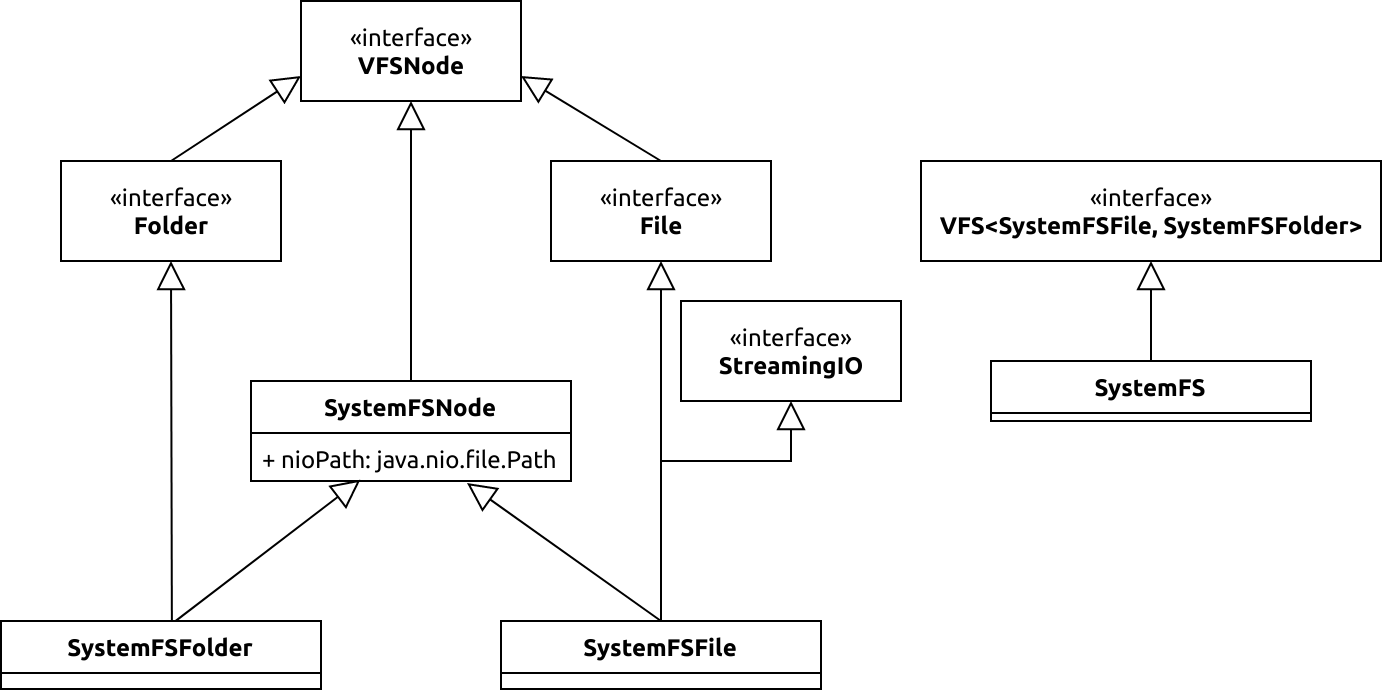 «interface»
VFSNode
«interface»
Folder
«interface»
File
«interface»
VFS<SystemFSFile, SystemFSFolder>
«interface»
StreamingIO
SystemFSNode
+ nioPath: java.nio.file.Path
SystemFS
SystemFSFolder
SystemFSFile